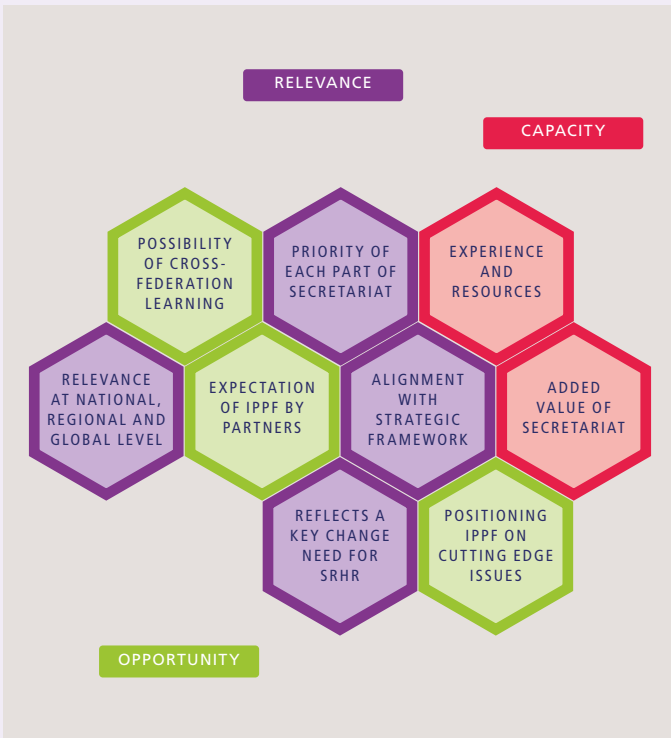 RELEVANCE
CAPACITY
POSSIBILITY
OF CROSS-
FEDERATION
LEARNING
PRIORITY OF
EACH PART OF
SECRETARIAT
EXPERIENCE
AND
RESOURCES
RELEVANCE
AT NATIONAL,
REGIONAL AND
GLOBAL LEVEL
EXPECTATION
OF IPPF BY
PARTNERS
ALIGNMENT
WITH
STRATEGIC
FRAMEWORK
ADDED
VALUE OF
SECRETARIAT
REFLECTS A
KEY CHANGE
NEED FOR
SRHR
POSITIONING
IPPF ON
CUTTING EDGE
ISSUES
OPPORTUNITY